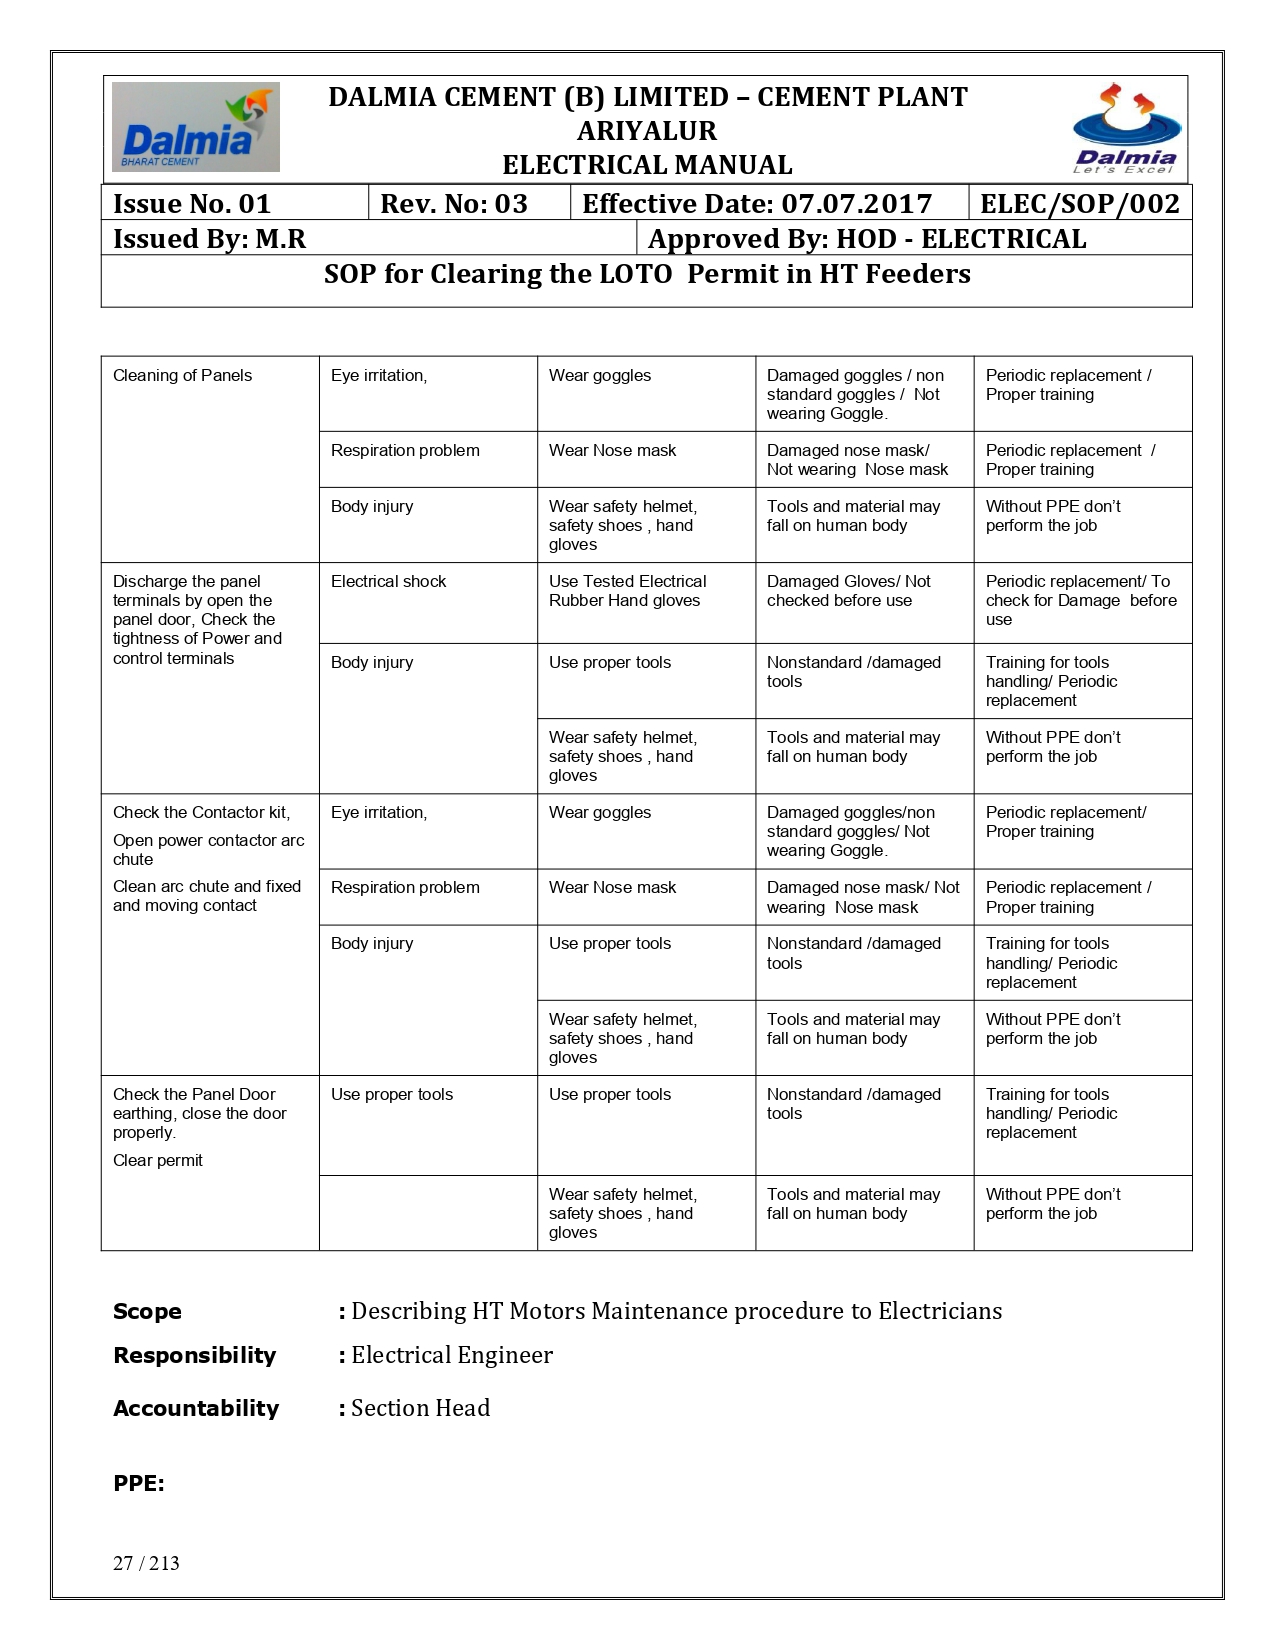 Dalmia
BHARAT CEMENT
DALMIA CEMENT (B) LIMITED – CEMENT PLANT
ARIYALUR
ELECTRICAL MANUAL
Dalmia
Let's Excel
Issue No. 01 Rev. No: 03 Effective Date: 07.07.2017 ELEC/SOP/002
Issued By: M.R Approved By: HOD - ELECTRICAL
SOP for Clearing the LOTO  Permit in HT Feeders
Cleaning of Panels
Eye irritation,
Wear goggles
Damaged goggles / non
standard goggles /  Not
wearing Goggle.
Periodic replacement /
Proper training
Respiration problem
Wear Nose mask
Damaged nose mask/
Not wearing  Nose mask
Periodic replacement  /
Proper training
Body injury
Wear safety helmet,
safety shoes , hand
gloves
Tools and material may
fall on human body
Without PPE don’t
perform the job
Discharge the panel
terminals by open the
panel door, Check the
tightness of Power and
control terminals
Electrical shock
Use Tested Electrical
Rubber Hand gloves
Damaged Gloves/ Not
checked before use
Periodic replacement/ To
check for Damage  before
use
Body injury
Use proper tools
Nonstandard /damaged
tools
Training for tools
handling/ Periodic
replacement
Wear safety helmet,
safety shoes , hand
gloves
Tools and material may
fall on human body
Without PPE don’t
perform the job
Check the Contactor kit,
Open power contactor arc
chute
Clean arc chute and fixed
and moving contact
Eye irritation,
Wear goggles
Damaged goggles/non
standard goggles/ Not
wearing Goggle.
Periodic replacement/
Proper training
Respiration problem
Wear Nose mask
Damaged nose mask/ Not
wearing  Nose mask
Periodic replacement /
Proper training
Body injury
Use proper tools
Nonstandard /damaged
tools
Training for tools
handling/ Periodic
replacement
Wear safety helmet,
safety shoes , hand
gloves
Tools and material may
fall on human body
Without PPE don’t
perform the job
Check the Panel Door
earthing, close the door
properly.
Clear permit
Use proper tools
Use proper tools
Nonstandard /damaged
tools
Training for tools
handling/ Periodic
replacement
Wear safety helmet,
safety shoes , hand
gloves
Tools and material may
fall on human body
Without PPE don’t
perform the job
Scope : Describing HT Motors Maintenance procedure to Electricians
Responsibility : Electrical Engineer
Accountability : Section Head
PPE:
27 / 213